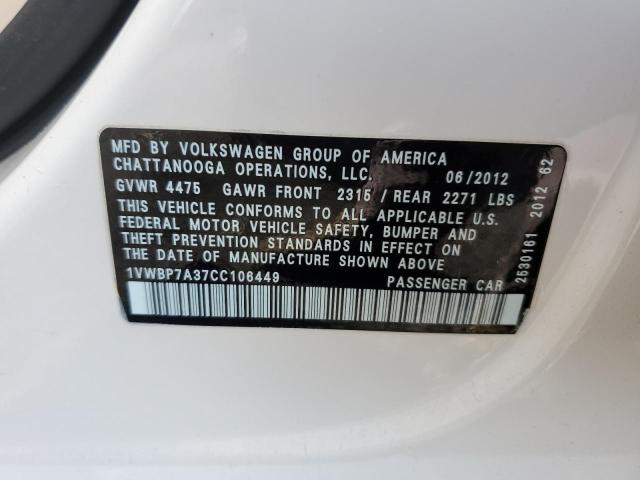 MFD BY VOLKSWAGEN GROUP OF AMERICA
CHATTANOOGA OPERATIONS, LLC. 06/2012
GVWR 4475 GAWR FRONT 2315 / REAR 2271 LBS
THIS VEHICLE CONFORMS TO ALL APPLICABLE U.S.
FEDERAL MOTOR VEHICLE SAFETY, BUMPER AND
THEFT PREVENTION STANDARDS IN EFFECT ON
THE DATE OF MANUFACTURE SHOWN ABOVE.
1VWBP7A37CC106449 PASSENGER CAR
2530161 2012 62